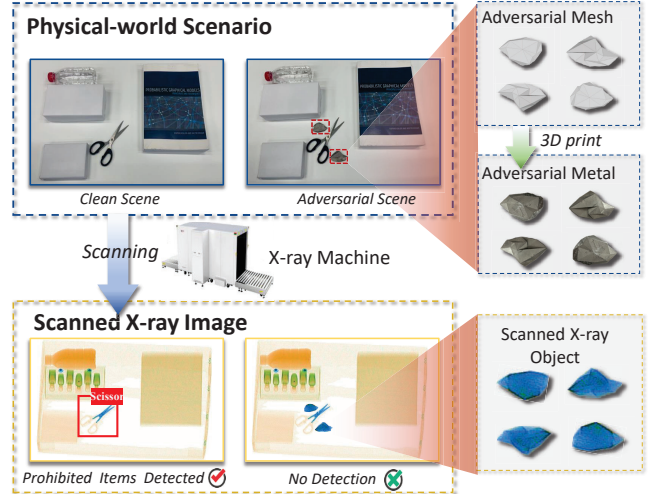 Physical-world Scenario
Clean Scene
Adversarial Scene
Adversarial Mesh
3D print
Adversarial Metal
Scanning
X-ray Machine
Scanned X-ray Image
Scissor
Prohibited Items Detected
No Detection
Scanned X-ray
Object